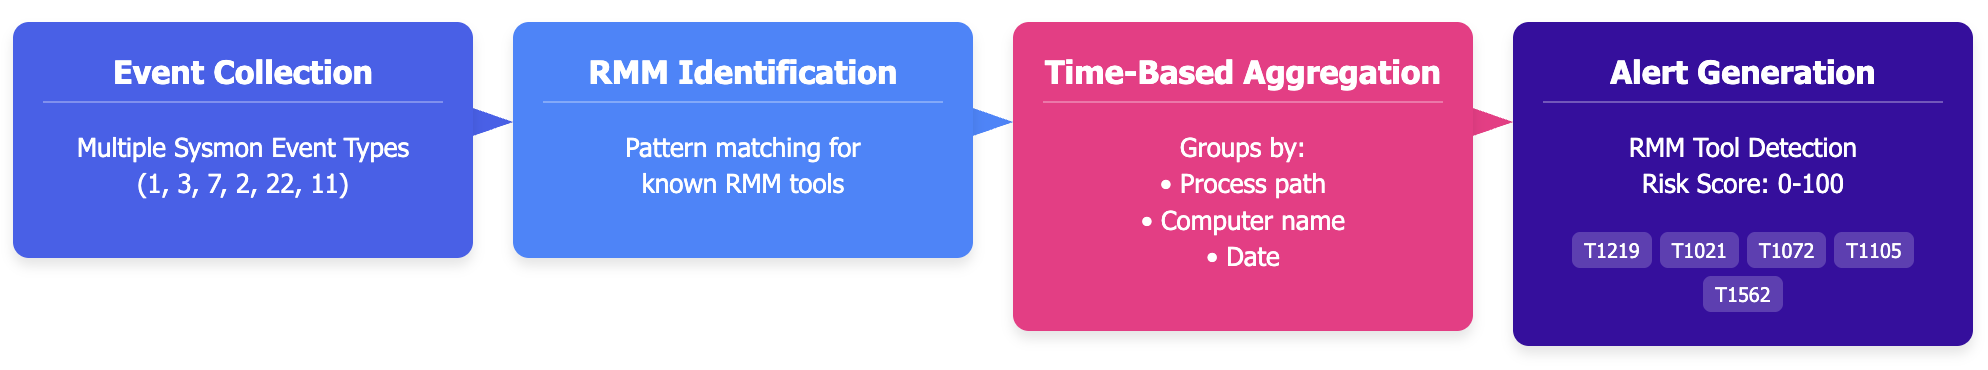 Event Collection
Multiple Sysmon Event Types
(1, 3, 7, 2, 22, 11)
RMM Identification
Pattern matching for
known RMM tools
Time-Based Aggregation
Groups by:
• Process path
• Computer name
• Date
Alert Generation
RMM Tool Detection
Risk Score: 0-100
T1219 T1021 T1072 T1105
T1562